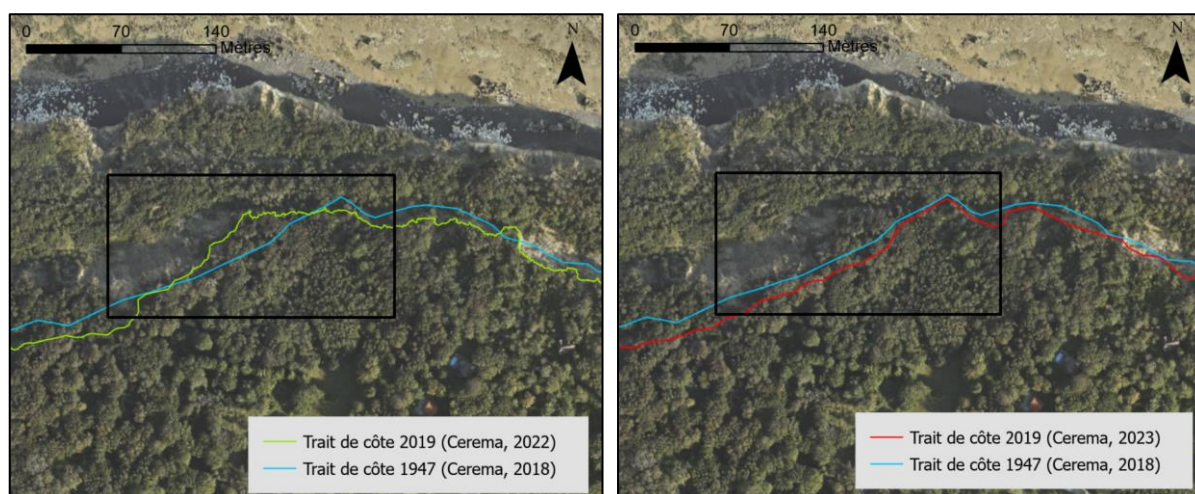 0 70 140
Mètres
N
Trait de côte 2019 (Cerema, 2022)
Trait de côte 1947 (Cerema, 2018)
0 70 140
Mètres
N
Trait de côte 2019 (Cerema, 2023)
Trait de côte 1947 (Cerema, 2018)